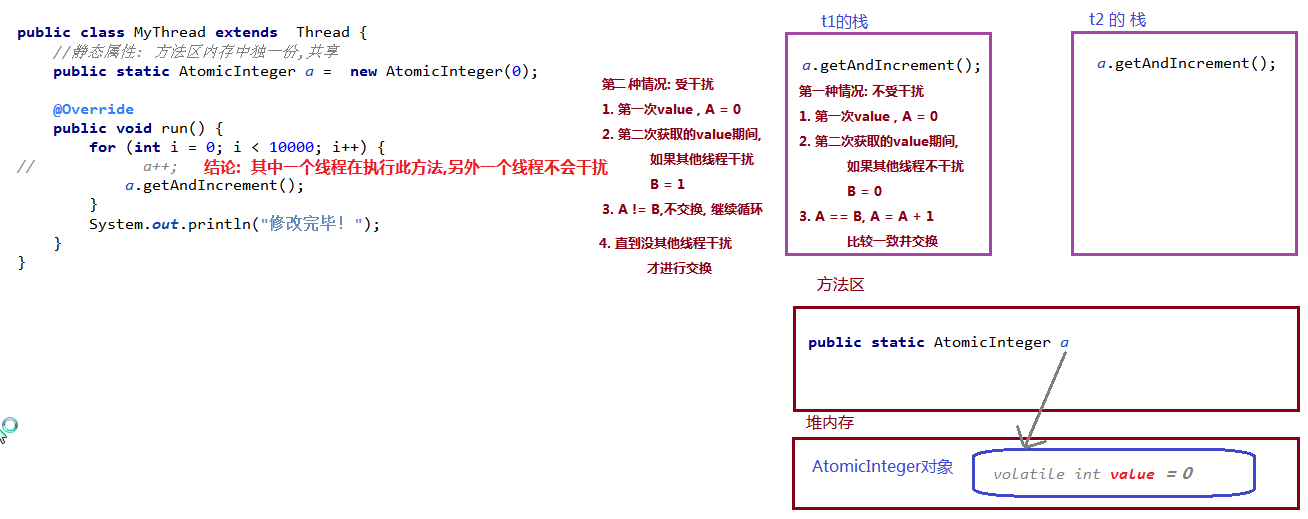 public class MyThread extends  Thread {
//静态属性: 方法区内存中独一份,共享
public static AtomicInteger a =  new AtomicInteger(0);
@Override
public void run() {
for (int i = 0; i < 10000; i++) {
//            a++;
结论: 其中一个线程在执行此方法,另外一个线程不会干扰
a.getAndIncrement();
}
System.out.println("修改完毕! ");
}
}
第二种情况: 受干扰
1. 第一次value , A = 0
2. 第二次获取的value期间,
如果其他线程干扰
B = 1
3. A != B,不交换, 继续循环
4. 直到没其他线程干扰
才进行交换
t1的栈
a.getAndIncrement();
第一种情况: 不受干扰
1. 第一次value , A = 0
2. 第二次获取的value期间,
如果其他线程不干扰
B = 0
3. A == B, A = A + 1
比较一致并交换
t2 的 栈
a.getAndIncrement();
方法区
public static AtomicInteger a
堆内存
AtomicInteger对象
volatile int value = 0